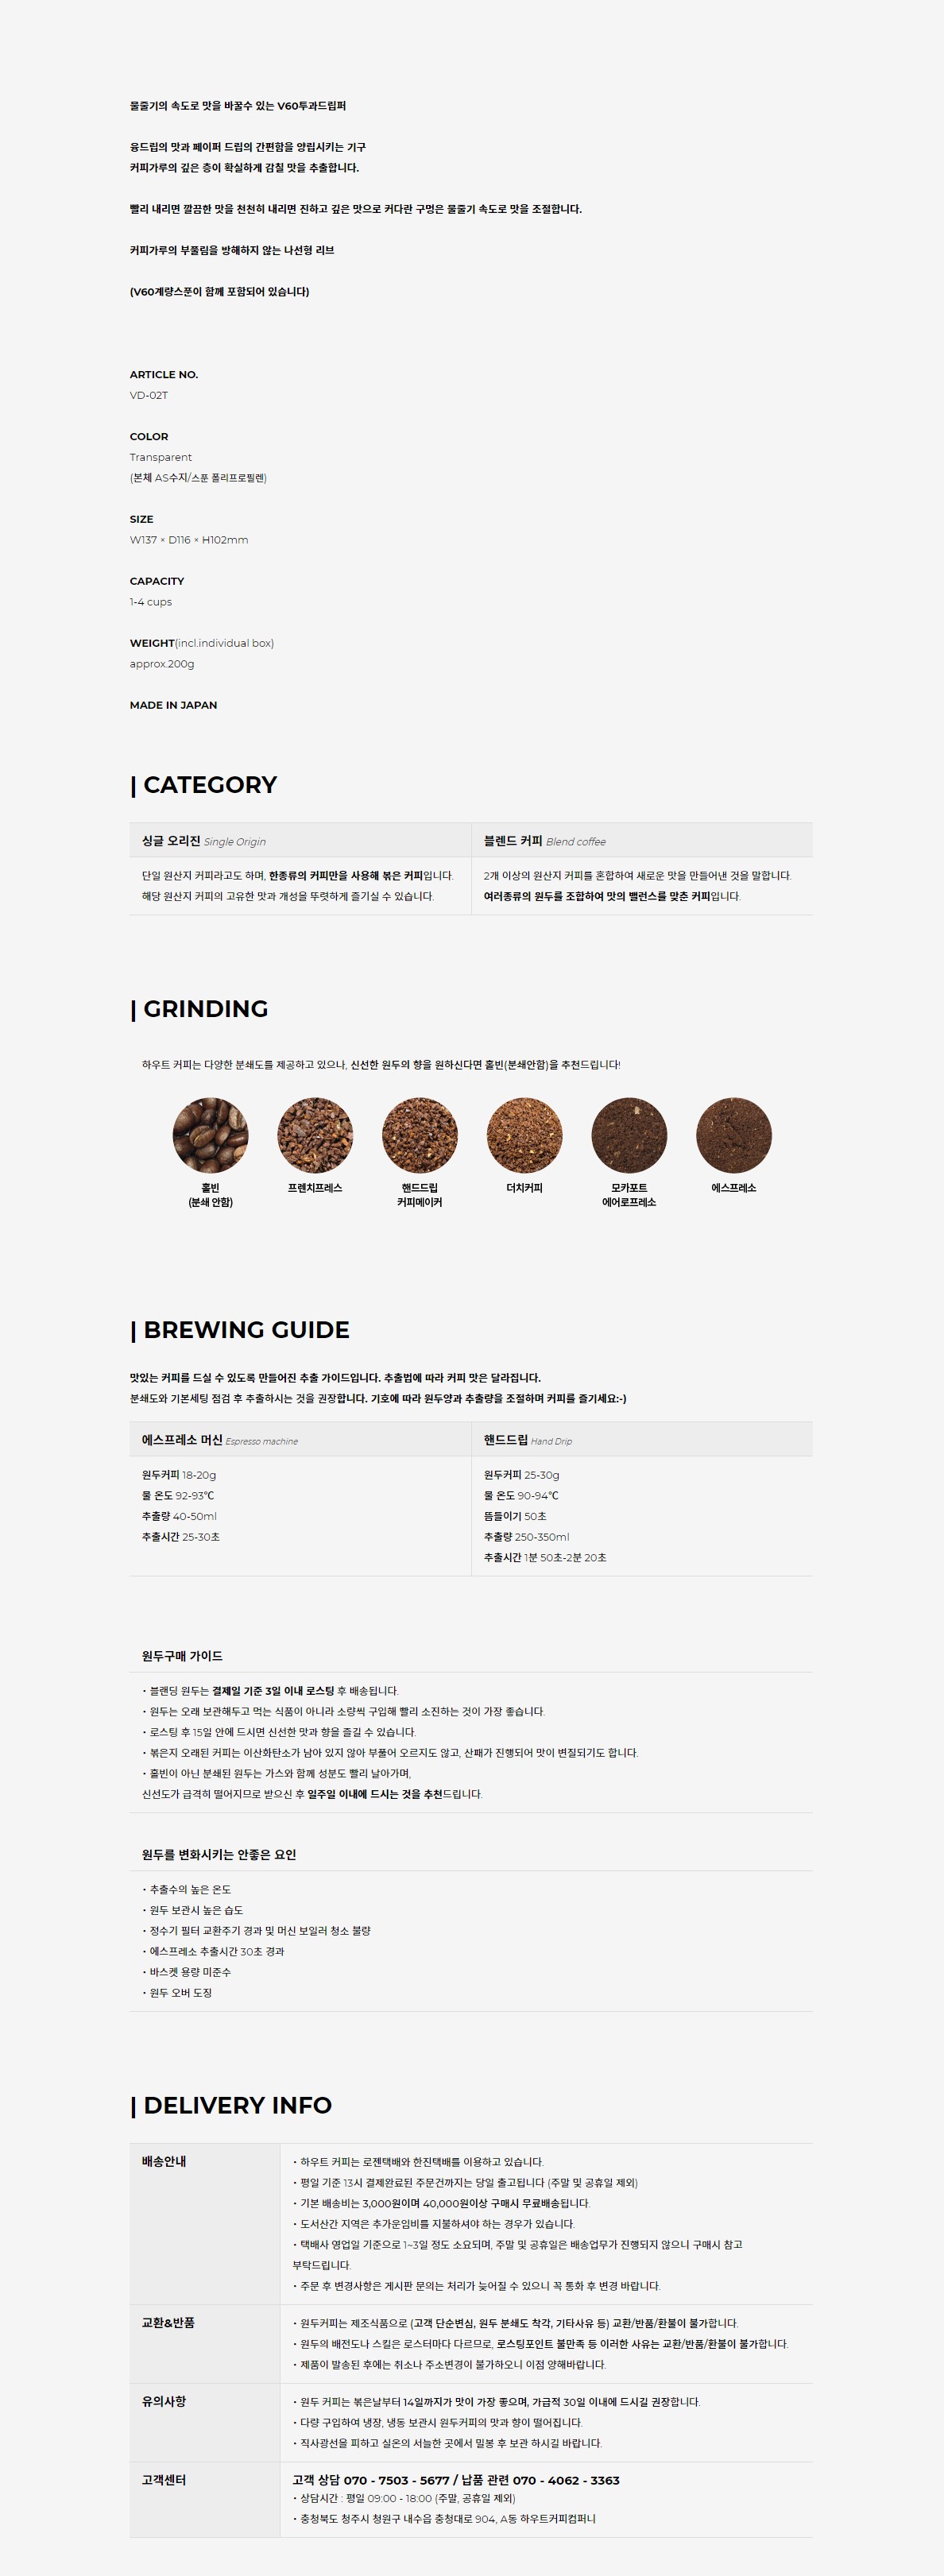 물줄기의 속도로 맛을 바꿀수 있는 V60투과드립퍼
융드립의 맛과 페이퍼 드립의 간편함을 양립시키는 기구
커피가루의 깊은 층이 확실하게 감칠 맛을 추출합니다.
빨리 내리면 깔끔한 맛을 천천히 내리면 진하고 깊은 맛으로 커다란 구멍은 물줄기 속도로 맛을 조절합니다.
커피가루의 부풀림을 방해하지 않는 나선형 리브
(V60계량스푼이 함께 포함되어 있습니다)
ARTICLE NO.
VD-02T
COLOR
Transparent
(본체 AS수지/스푼 폴리프로필렌)
SIZE
W137 × D116 × H102mm
CAPACITY
1-4 cups
WEIGHT(incl.individual box)
approx.200g
MADE IN JAPAN
| CATEGORY
싱글 오리진 Single Origin
단일 원산지 커피라고도 하며, 한종류의 커피만을 사용해 볶은 커피입니다.
해당 원산지 커피의 고유한 맛과 개성을 뚜렷하게 즐기실 수 있습니다.
블렌드 커피 Blend coffee
2개 이상의 원산지 커피를 혼합하여 새로운 맛을 만들어낸 것을 말합니다.
여러종류의 원두를 조합하여 맛의 밸런스를 맞춘 커피입니다.
| GRINDING
하우트 커피는 다양한 분쇄도를 제공하고 있으나, 신선한 원두의 향을 원하신다면 홀빈(분쇄안함)을 추천드립니다!
홀빈
(분쇄 안함)
프렌치프레스
핸드드립
커피메이커
더치커피
모카포트
에어로프레소
에스프레소
| BREWING GUIDE
맛있는 커피를 드실 수 있도록 만들어진 추출 가이드입니다. 추출법에 따라 커피 맛은 달라집니다.
분쇄도와 기본세팅 점검 후 추출하시는 것을 권장합니다. 기호에 따라 원두양과 추출량을 조절하며 커피를 즐기세요:-)
에스프레소 머신 Espresso machine
원두커피 18-20g
물 온도 92-93℃
추출량 40-50ml
추출시간 25-30초
핸드드립 Hand Drip
원두커피 25-30g
물 온도 90-94℃
뜸들이기 50초
추출량 250-350ml
추출시간 1분 50초-2분 20초
원두구매 가이드
• 블랜딩 원두는 결제일 기준 3일 이내 로스팅 후 배송됩니다.
• 원두는 오래 보관해두고 먹는 식품이 아니라 소량씩 구입해 빨리 소진하는 것이 가장 좋습니다.
• 로스팅 후 15일 안에 드시면 신선한 맛과 향을 즐길 수 있습니다.
• 볶은지 오래된 커피는 이산화탄소가 남아 있지 않아 부풀어 오르지도 않고, 산패가 진행되어 맛이 변질되기도 합니다.
• 홀빈이 아닌 분쇄된 원두는 가스와 함께 성분도 빨리 날아가며,
신선도가 급격히 떨어지므로 받으신 후 일주일 이내에 드시는 것을 추천드립니다.
원두를 변화시키는 안좋은 요인
• 추출수의 높은 온도
• 원두 보관시 높은 습도
• 정수기 필터 교환주기 경과 및 머신 보일러 청소 불량
• 에스프레소 추출시간 30초 경과
• 바스켓 용량 미준수
• 원두 오버 도징
| DELIVERY INFO
배송안내
• 하우트 커피는 로젠택배와 한진택배를 이용하고 있습니다.
• 평일 기준 13시 결제완료된 주문건까지는 당일 출고됩니다 (주말 및 공휴일 제외)
• 기본 배송비는 3,000원이며 40,000원이상 구매시 무료배송됩니다.
• 도서산간 지역은 추가운임비를 지불하셔야 하는 경우가 있습니다.
• 택배사 영업일 기준으로 1~3일 정도 소요되며, 주말 및 공휴일은 배송업무가 진행되지 않으니 구매시 참고
부탁드립니다.
• 주문 후 변경사항은 게시판 문의는 처리가 늦어질 수 있으니 꼭 통화 후 변경 바랍니다.
교환&반품
• 원두커피는 제조식품으로 (고객 단순변심, 원두 분쇄도 착각, 기타사유 등) 교환/반품/환불이 불가합니다.
• 원두의 배전도나 스킬은 로스터마다 다르므로, 로스팅포인트 불만족 등 이러한 사유는 교환/반품/환불이 불가합니다.
• 제품이 발송된 후에는 취소나 주소변경이 불가하오니 이점 양해바랍니다.
유의사항
• 원두 커피는 볶은날부터 14일까지가 맛이 가장 좋으며, 가급적 30일 이내에 드시길 권장합니다.
• 다량 구입하여 냉장, 냉동 보관시 원두커피의 맛과 향이 떨어집니다.
• 직사광선을 피하고 실온의 서늘한 곳에서 밀봉 후 보관 하시길 바랍니다.
고객센터
고객 상담 070 - 7503 - 5677 / 납품 관련 070 - 4062 - 3363
• 상담시간 : 평일 09:00 - 18:00 (주말, 공휴일 제외)
• 충청북도 청주시 청원구 내수읍 충청대로 904, A동 하우트커피컴퍼니